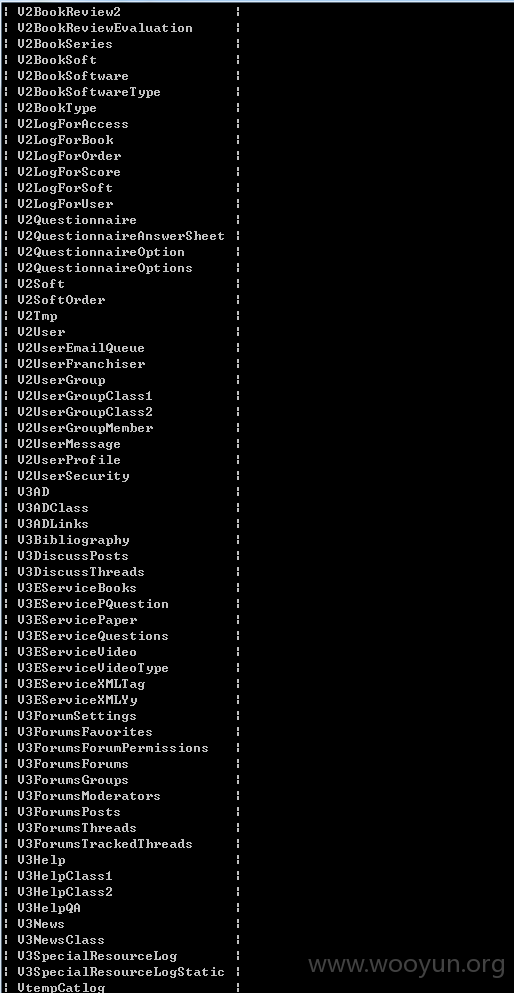 ¦ V2BookReview2 ¦
¦ V2BookReviewEvaluation ¦
¦ V2BookSeries ¦
¦ V2BookSoft ¦
¦ V2BookSoftware ¦
¦ V2BookSoftwareType ¦
¦ V2BookType ¦
¦ V2LogForAccess ¦
¦ V2LogForBook ¦
¦ V2LogForOrder ¦
¦ V2LogForScore ¦
¦ V2LogForSoft ¦
¦ V2LogForUser ¦
¦ V2Questionnaire ¦
¦ V2QuestionnaireAnswerSheet ¦
¦ V2QuestionnaireOption ¦
¦ V2QuestionnaireOptions ¦
¦ V2Soft ¦
¦ V2SoftOrder ¦
¦ V2Tmp ¦
¦ V2User ¦
¦ V2UserEmailQueue ¦
¦ V2UserFranchiser ¦
¦ V2UserGroup ¦
¦ V2UserGroupClass1 ¦
¦ V2UserGroupClass2 ¦
¦ V2UserGroupMember ¦
¦ V2UserMessage ¦
¦ V2UserProfile ¦
¦ V2UserSecurity ¦
¦ V3AD ¦
¦ V3ADClass ¦
¦ V3ADLinks ¦
¦ V3Bibliography ¦
¦ V3DiscussPosts ¦
¦ V3DiscussThreads ¦
¦ V3EServiceBooks ¦
¦ V3EServicePQuestion ¦
¦ V3EServicePaper ¦
¦ V3EServiceQuestions ¦
¦ V3EServiceVideo ¦
¦ V3EServiceVideoType ¦
¦ V3EServiceXMLTag ¦
¦ V3EServiceXMLYy ¦
¦ V3ForumSettings ¦
¦ V3ForumsFavorites ¦
¦ V3ForumsForumPermissions ¦
¦ V3ForumsForums ¦
¦ V3ForumsGroups ¦
¦ V3ForumsModerators ¦
¦ V3ForumsPosts ¦
¦ V3ForumsThreads ¦
¦ V3ForumsTrackedThreads ¦
¦ V3Help ¦
¦ V3HelpClass1 ¦
¦ V3HelpClass2 ¦
¦ V3HelpQA ¦
¦ V3News ¦
¦ V3NewsClass ¦
¦ V3SpecialResourceLog ¦
¦ V3SpecialResourceLogStatic ¦
¦ VtempCatlog ¦
www.wooyun.org